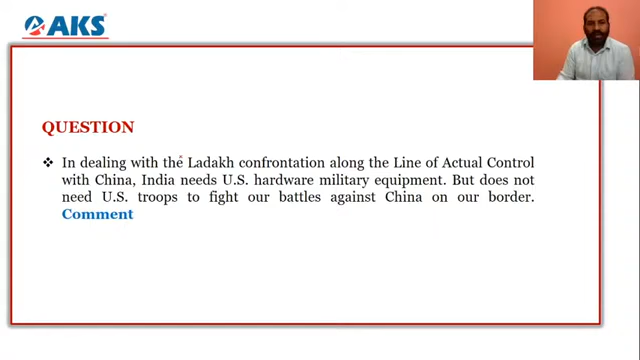 AKS
QUESTION
❖ In dealing with the Ladakh confrontation along the Line of Actual Control
with China, India needs U.S. hardware military equipment. But does not
need U.S. troops to fight our battles against China on our border.
Comment